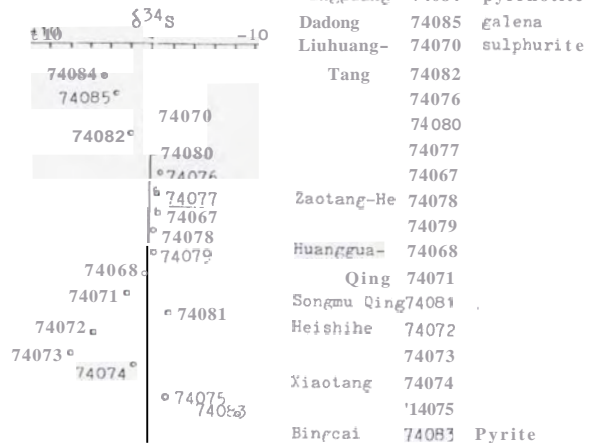 δ34S
+10 -10
74084
74085
74070
74082
74080
74076
74077
74067
74078
74079
74068
74071
74081
74072
74073
74074
74075
74083
Dadong 74085 galena
Liuhuang- 74070 sulphurite
Tang 74082
74076
74080
74077
74067
Zaotang-He 74078
74079
Huanggua- 74068
Qing 74071
Songmu Qing 74081
Heishihe 74072
74073
Xiaotang 74074
'14075
Bingcai 74083 Pyrite